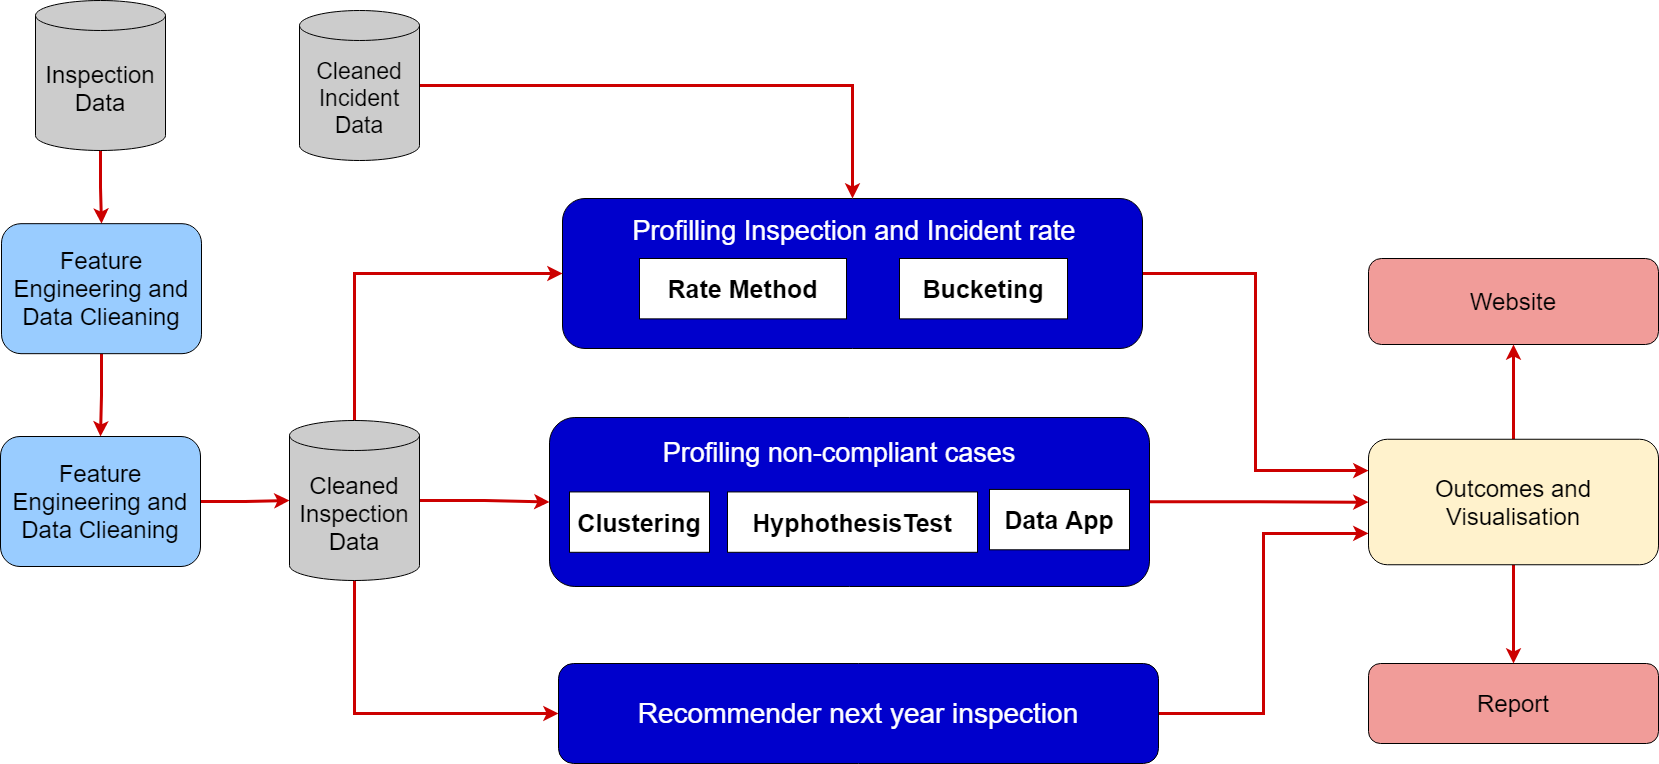 Inspection
Data
Cleaned
Incident
Data
Feature
Engineering and
Data Clieaning
Profilling Inspection and Incident rate
Rate Method
Bucketing
Website
Feature
Engineering and
Data Clieaning
Cleaned
Inspection
Data
Profiling non-compliant cases
Clustering
HyphothesisTest
Data App
Outcomes and
Visualisation
Recommender next year inspection
Report